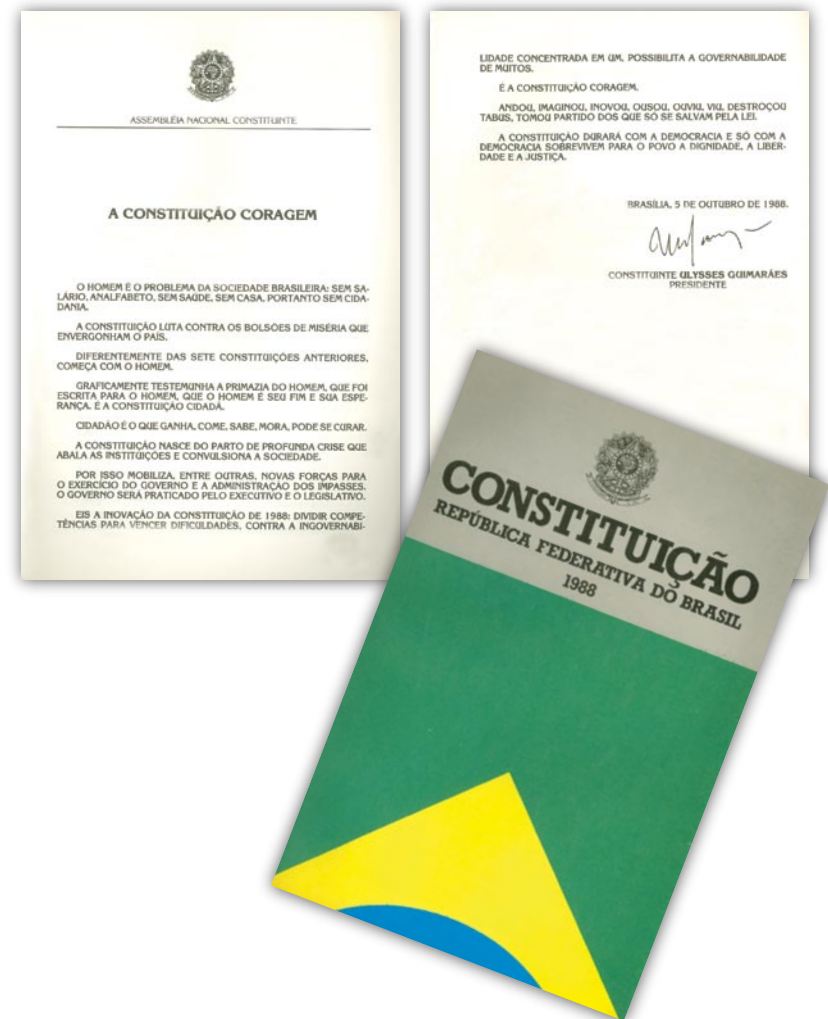 ASSEMBLÉIA NACIONAL CONSTITUINTE
A CONSTITUIÇÃO CORAGEM
O HOMEM É O PROBLEMA DA SOCIEDADE BRASILEIRA: SEM SA-
LÁRIO, ANALFABETO, SEM SAÚDE, SEM CASA, PORTANTO SEM CIDA-
DANIA.
A CONSTITUIÇÃO LUTA CONTRA OS BOLSÕES DE MISÉRIA QUE
ENVERGONHAM O PAÍS.
DIFERENTEMENTE DAS SETE CONSTITUIÇÕES ANTERIORES,
COMEÇA COM O HOMEM.
GRAFICAMENTE TESTEMUNHA A PRIMAZIA DO HOMEM, QUE FOI
ESCRITA PARA O HOMEM, QUE O HOMEM É SEU FIM E SUA ESPE-
RANÇA. É A CONSTITUIÇÃO CIDADÃ.
CIDADÃO É O QUE GANHA, COME, SABE, MORA, PODE SE CURAR.
A CONSTITUIÇÃO NASCE DO PARTO DE PROFUNDA CRISE QUE
ABALA AS INSTITUIÇÕES E CONVULSIONA A SOCIEDADE.
POR ISSO MOBILIZA, ENTRE OUTRAS, NOVAS FORÇAS PARA
O EXERCÍCIO DO GOVERNO E A ADMINISTRAÇÃO DOS IMPASSES.
O GOVERNO SERÁ PRATICADO PELO EXECUTIVO E O LEGISLATIVO.
EIS A INOVAÇÃO DA CONSTITUIÇÃO DE 1988: DIVIDIR COMPE-
TÊNCIAS PARA VENCER DIFICULDADES, CONTRA A INGOVERNABI-
LIDADE CONCENTRADA EM UM, POSSIBILITA A GOVERNABILIDADE
DE MUITOS.
É A CONSTITUIÇÃO CORAGEM.
ANDOU, IMAGINOU, INOVOU, OUSOU, OUVIU, VIU, DESTROÇOU
TABUS, TOMOU PARTIDO DOS QUE SÓ SE SALVAM PELA LEI.
A CONSTITUIÇÃO DURARÁ COM A DEMOCRACIA E SÓ COM A
DEMOCRACIA SOBREVIVEM PARA O POVO A DIGNIDADE, A LIBER-
DADE E A JUSTIÇA.
BRASÍLIA, 5 DE OUTUBRO DE 1988.
CONSTITUINTE ULYSSES GUIMARÃES
PRESIDENTE
CONSTITUIÇÃO
REPÚBLICA FEDERATIVA DO BRASIL
1988